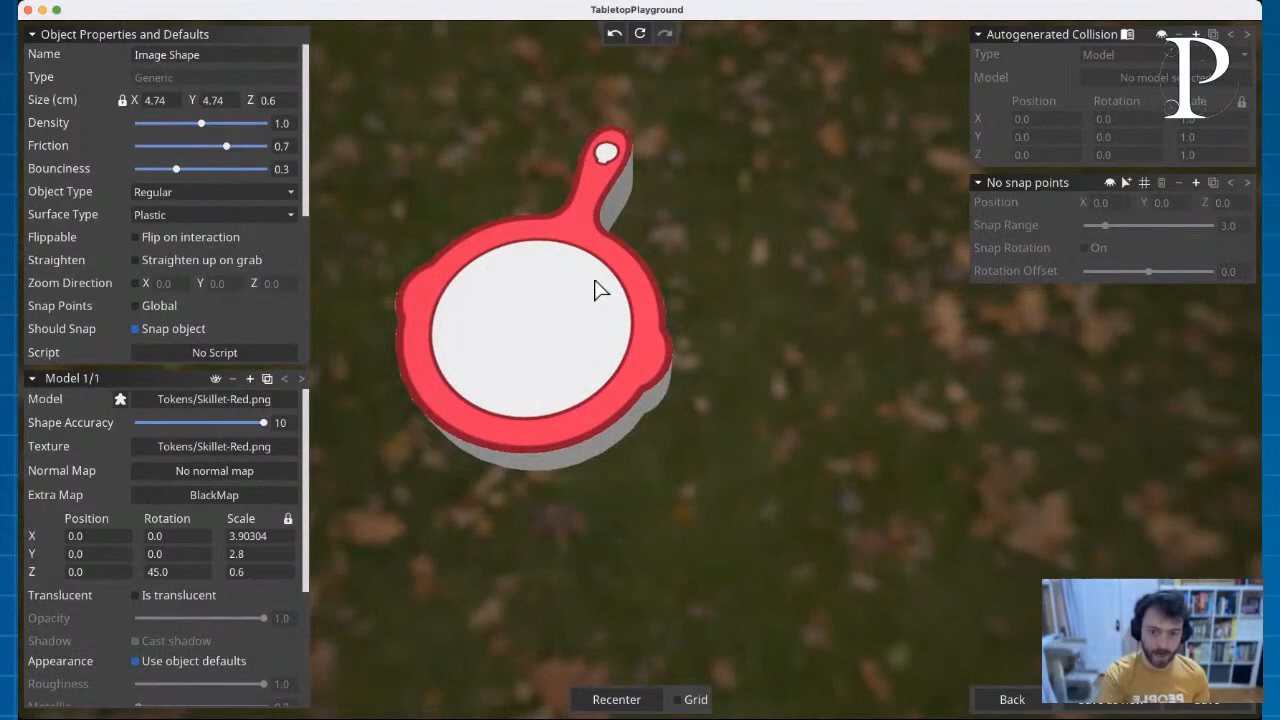 TabletopPlayground
Object Properties and Defaults
Name Image Shape
Type Generic
Size (cm) X 4.74 Y 4.74 Z 0.6
Density 1.0
Friction 0.7
Bounciness 0.3
Object Type Regular
Surface Type Plastic
Flippable Flip on interaction
Straighten Straighten up on grab
Zoom Direction X 0.0 Y 0.0 Z 0.0
Snap Points Global
Should Snap Snap object
Script No Script
Model 1/1
Model Tokens/Skillet-Red.png
Shape Accuracy 10
Texture Tokens/Skillet-Red.png
Normal Map No normal map
Extra Map BlackMap
Position Rotation Scale
X 0.0 0.0 3.90304
Y 0.0 0.0 2.8
Z 0.0 45.0 0.6
Translucent Is translucent
Opacity 1.0
Shadow Cast shadow
Appearance Use object defaults
Roughness 1.0
Autogenerated Collision
Type Model
Model No model selected
Position Rotation
X 0.0 0.0 1.0
Y 0.0 0.0 1.0
Z 0.0 0.0 1.0
No snap points
Position X 0.0 Y 0.0 Z 0.0
Snap Range 3.0
Snap Rotation On
Rotation Offset 0.0
P
Recenter Grid
Back
PEOPLE